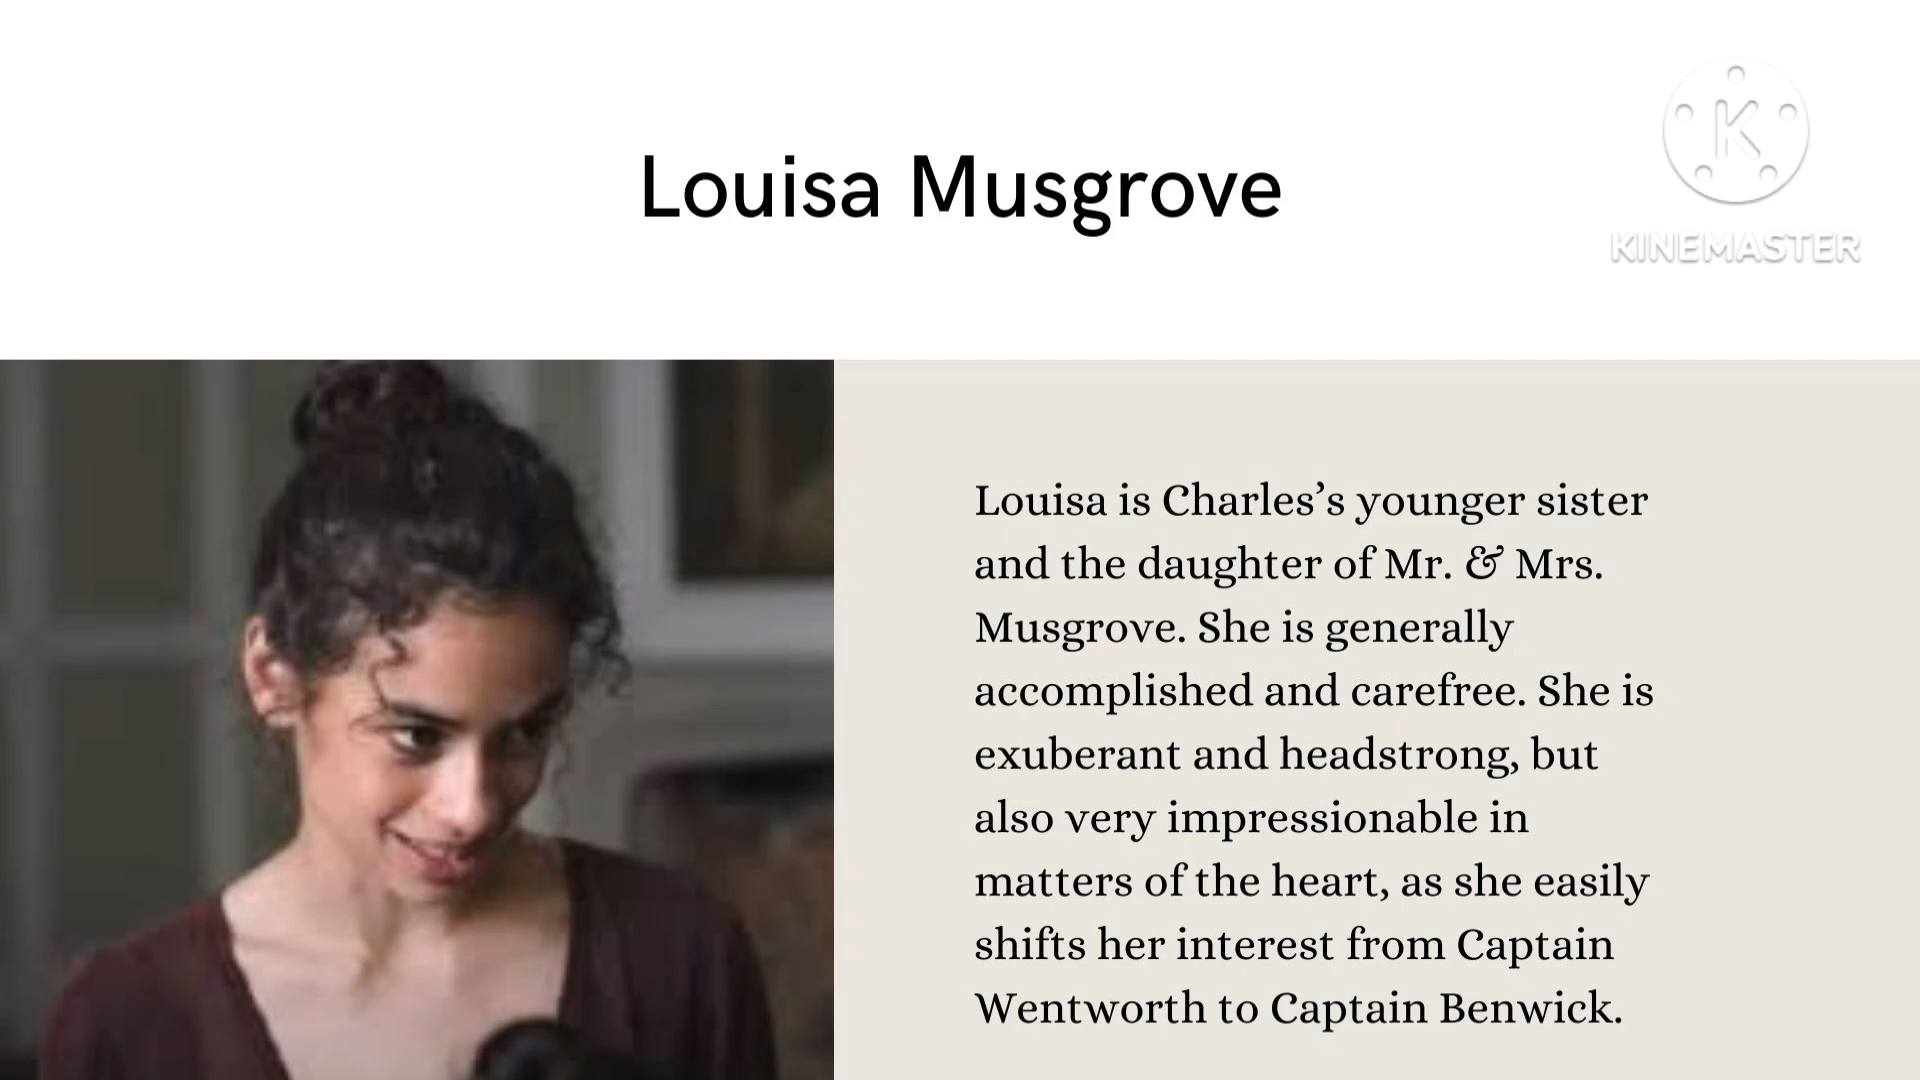 Louisa Musgrove
K
KINEMASTER
Louisa is Charles’s younger sister
and the daughter of Mr. & Mrs.
Musgrove. She is generally
accomplished and carefree. She is
exuberant and headstrong, but
also very impressionable in
matters of the heart, as she easily
shifts her interest from Captain
Wentworth to Captain Benwick.